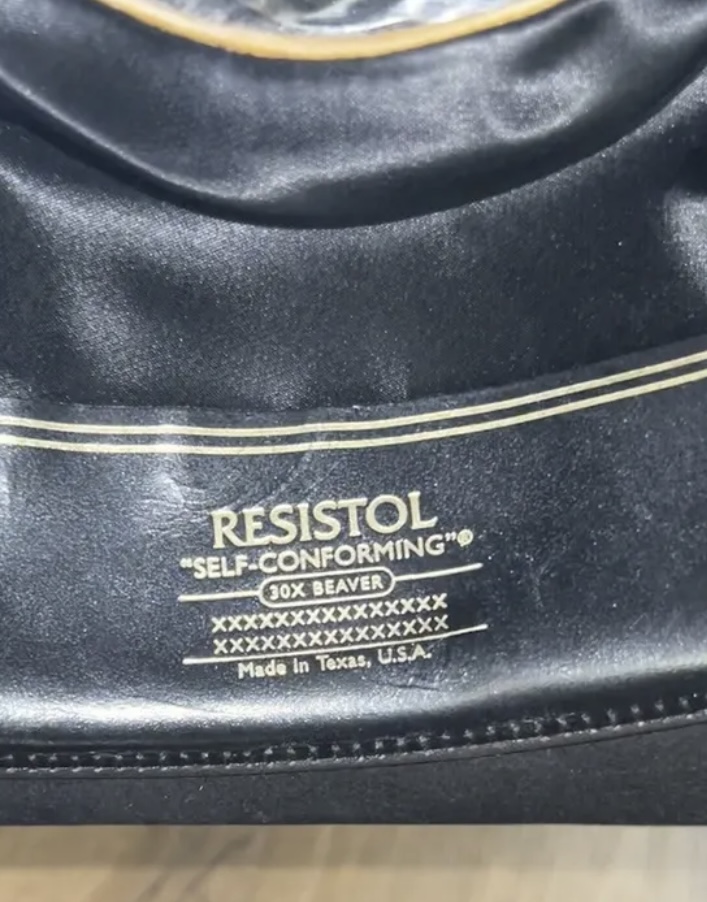 RESISTOL
"SELF-CONFORMING"®
30X BEAVER
XXXXXXXXXXXXXXX
XXXXXXXXXXXXXXX
Made in Texas, U.S.A.